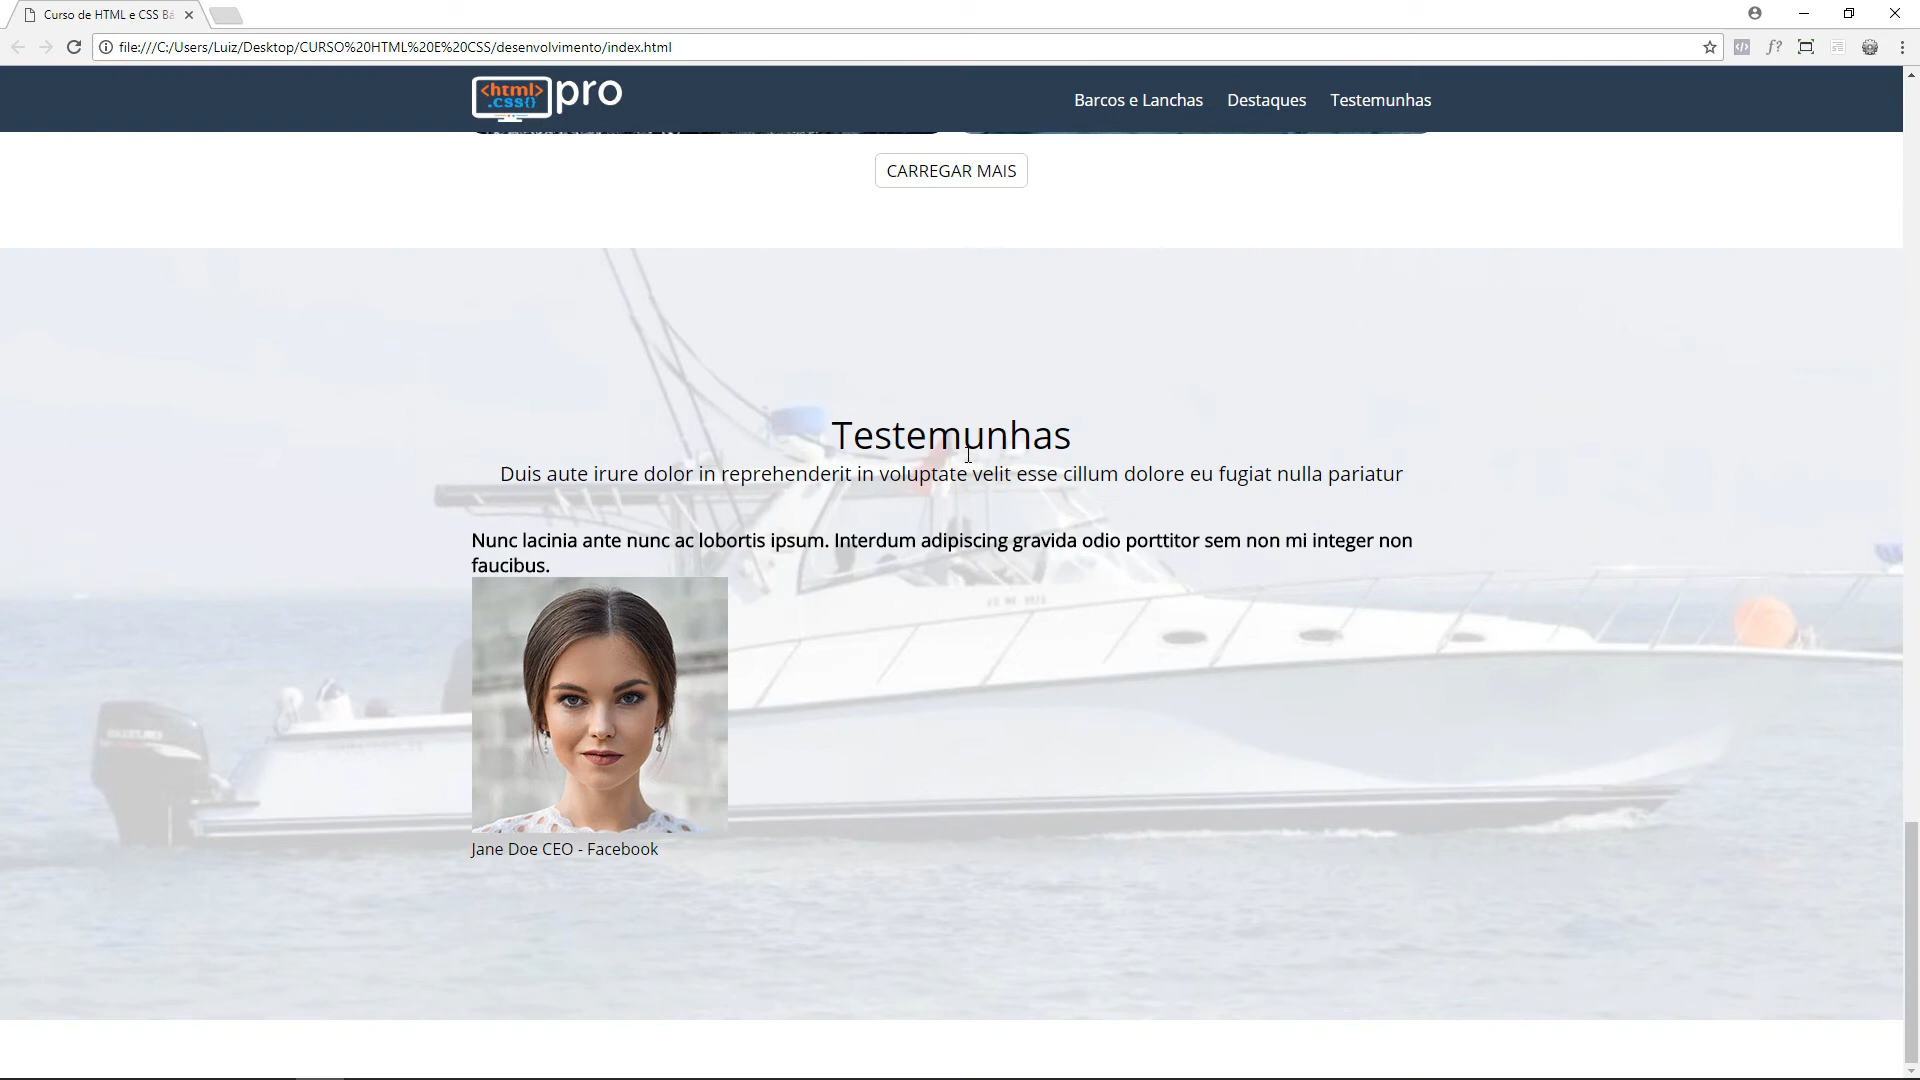 Curso de HTML e CSS Bá
file:///C:/Users/Luiz/Desktop/CURSO%20HTML%20E%20CSS/desenvolvimento/index.html
f?
<html> .css{} pro
Barcos e Lanchas Destaques Testemunhas
CARREGAR MAIS
Testemunhas
Duis aute irure dolor in reprehenderit in voluptate velit esse cillum dolore eu fugiat nulla pariatur
Nunc lacinia ante nunc ac lobortis ipsum. Interdum adipiscing gravida odio porttitor sem non mi integer non
faucibus.
SUZUKI
Jane Doe CEO - Facebook